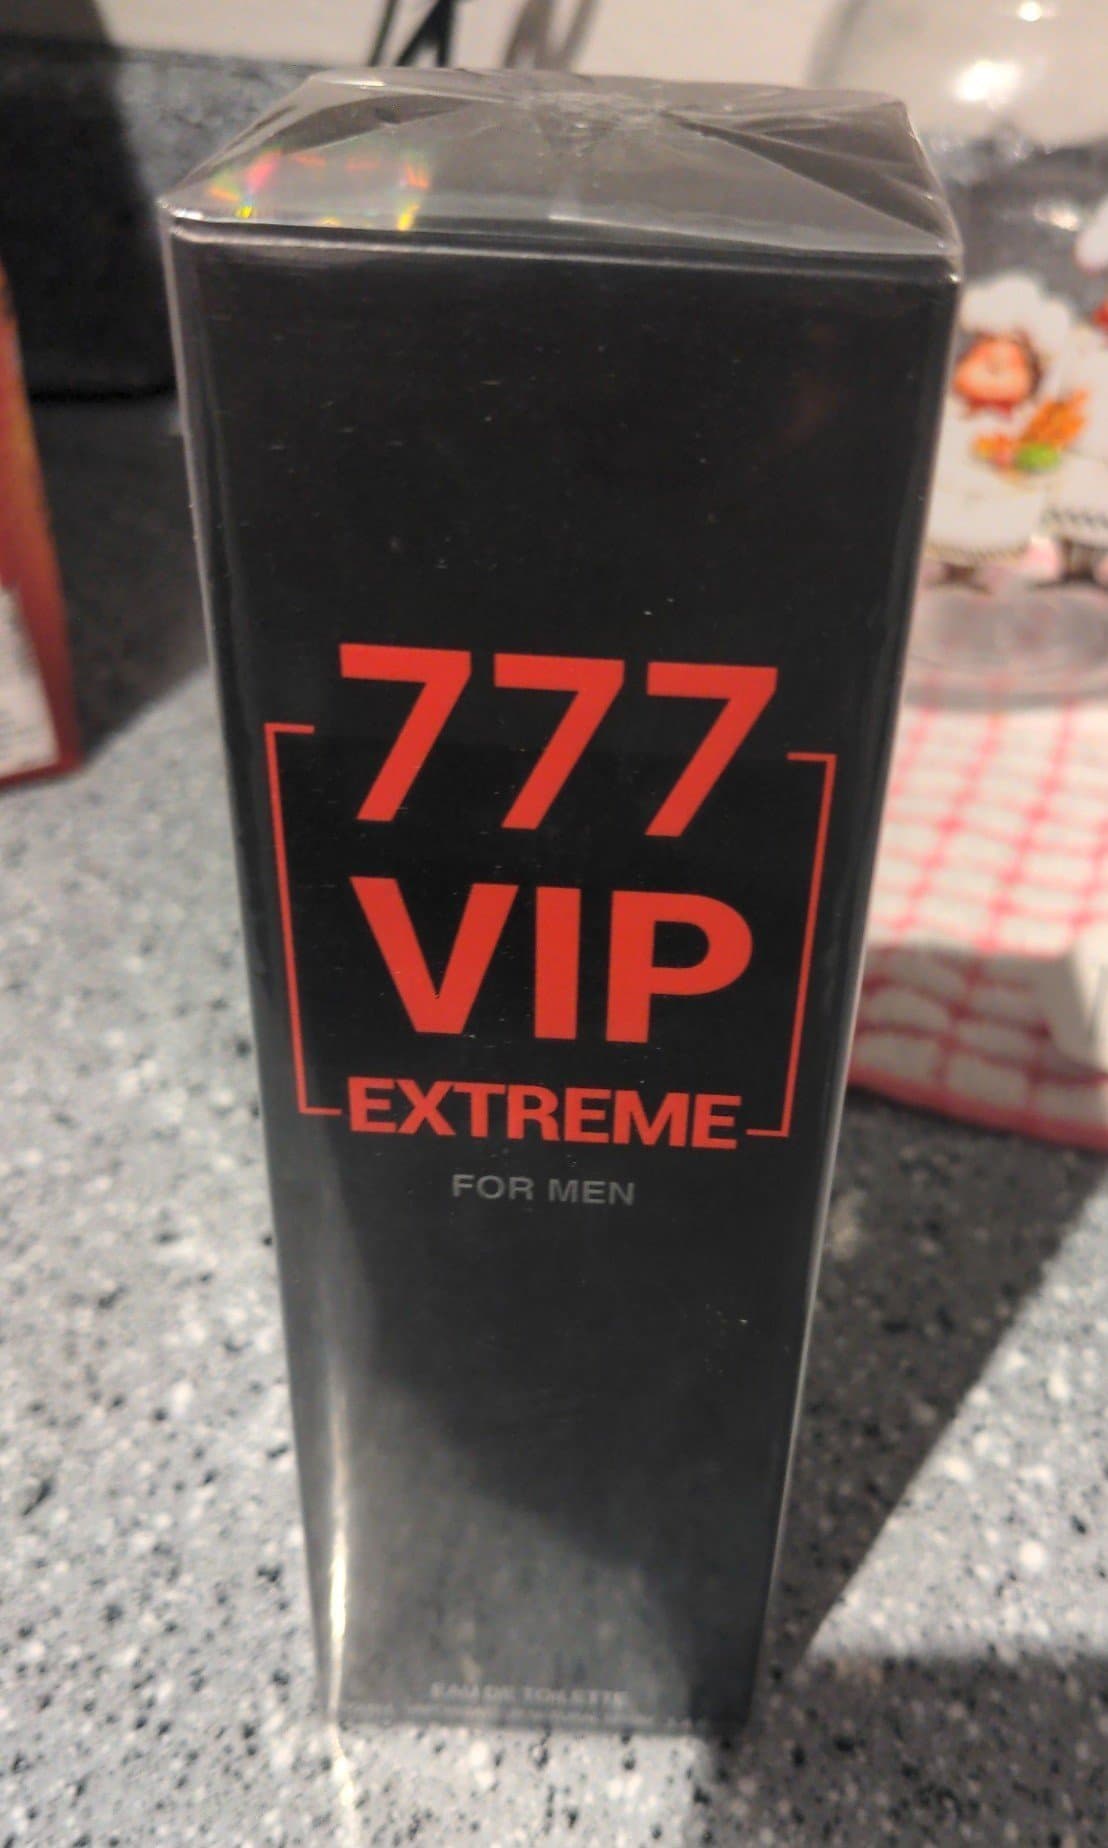 777
VIP
EXTREME
FOR MEN
EAU DE TOILETTE